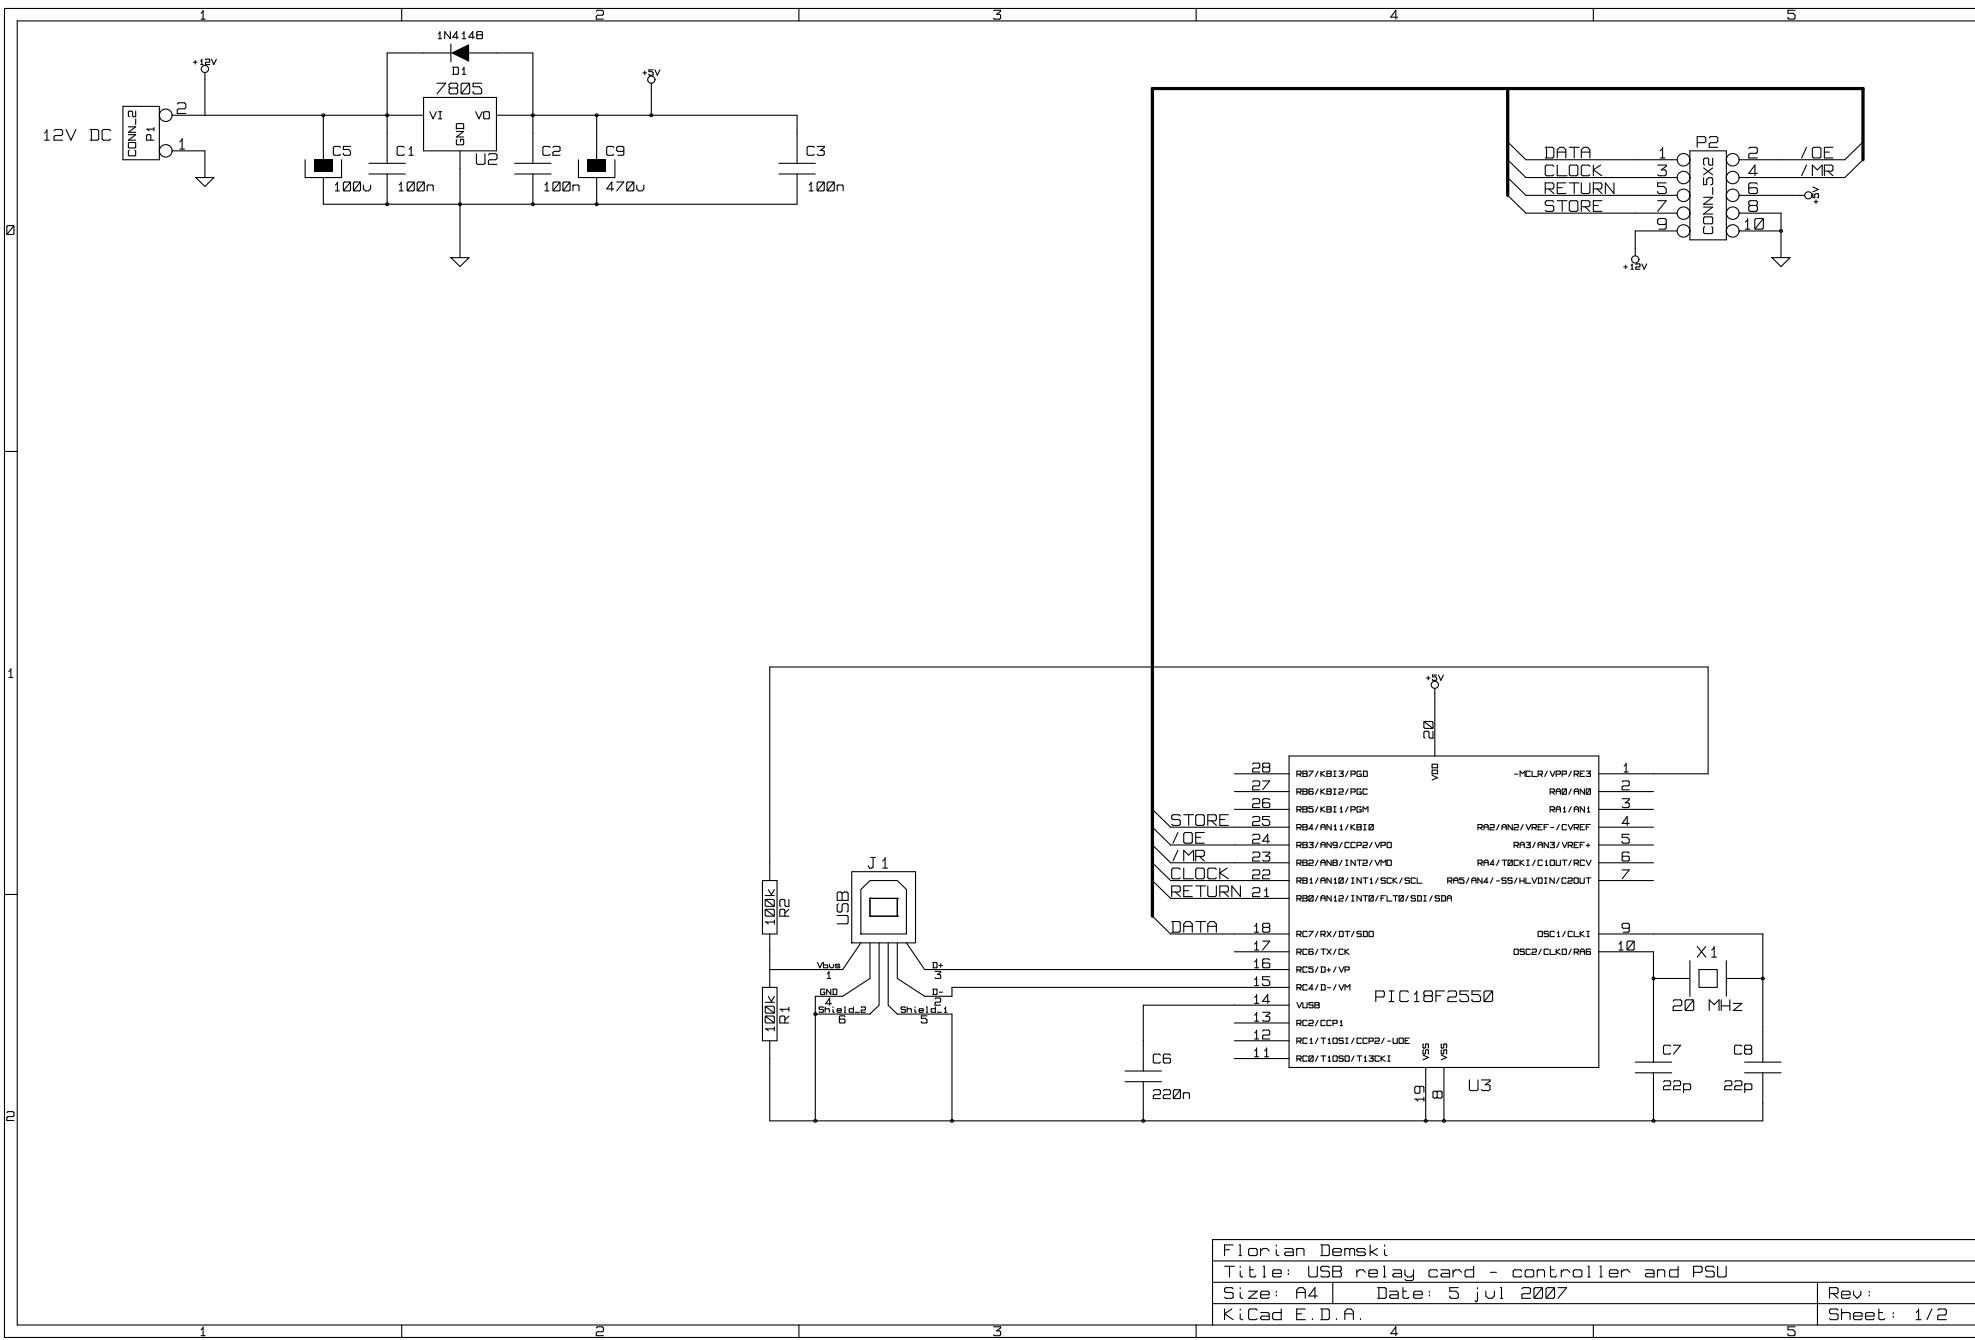 1 2 3 4 5
0
1
2
+12V
12V DC
CONN_2
P1
2
1
1N4148
D1
7805
VI
VO
GND
U2
+5V
C5
100u
C1
100n
C2
100n
C9
470u
C3
100n
P2
CONN_5X2
DATA 1
CLOCK 3
RETURN 5
STORE 7
9
+12V
2 /OE
4 /MR
6
+5V
8
10
+5V
20
VDD
28 RB7/KBI3/PGD
27 RB6/KBI2/PGC
26 RB5/KBI1/PGM
STORE 25 RB4/AN11/KBI0
/OE 24 RB3/AN9/CCP2/VPO
/MR 23 RB2/AN8/INT2/VMO
CLOCK 22 RB1/AN10/INT1/SCK/SCL
RETURN 21 RB0/AN12/INT0/FLT0/SDI/SDA
DATA 18 RC7/RX/DT/SDO
17 RC6/TX/CK
16 RC5/D+/VP
15 RC4/D-/VM
14 VUSB
13 RC2/CCP1
12 RC1/T1OSI/CCP2/-UOE
11 RC0/T1OSO/T13CKI
-MCLR/VPP/RE3 1
RA0/AN0 2
RA1/AN1 3
RA2/AN2/VREF-/CVREF 4
RA3/AN3/VREF+ 5
RA4/T0CKI/C1OUT/RCV 6
RA5/AN4/-SS/HLVDIN/C2OUT 7
OSC1/CLKI 9
OSC2/CLKO/RA6 10
PIC18F2550
VSS
VSS
19
8
U3
X1
20 MHz
C7
22p
C8
22p
C6
220n
J1
USB
Vbus
1
GND
4
Shield_2
6
D+
3
D-
2
Shield_1
5
100k
R2
100k
R1
Florian Demski
Title: USB relay card - controller and PSU
Size: A4 Date: 5 jul 2007 Rev:
KiCad E.D.A. Sheet: 1/2
1 2 3 4 5